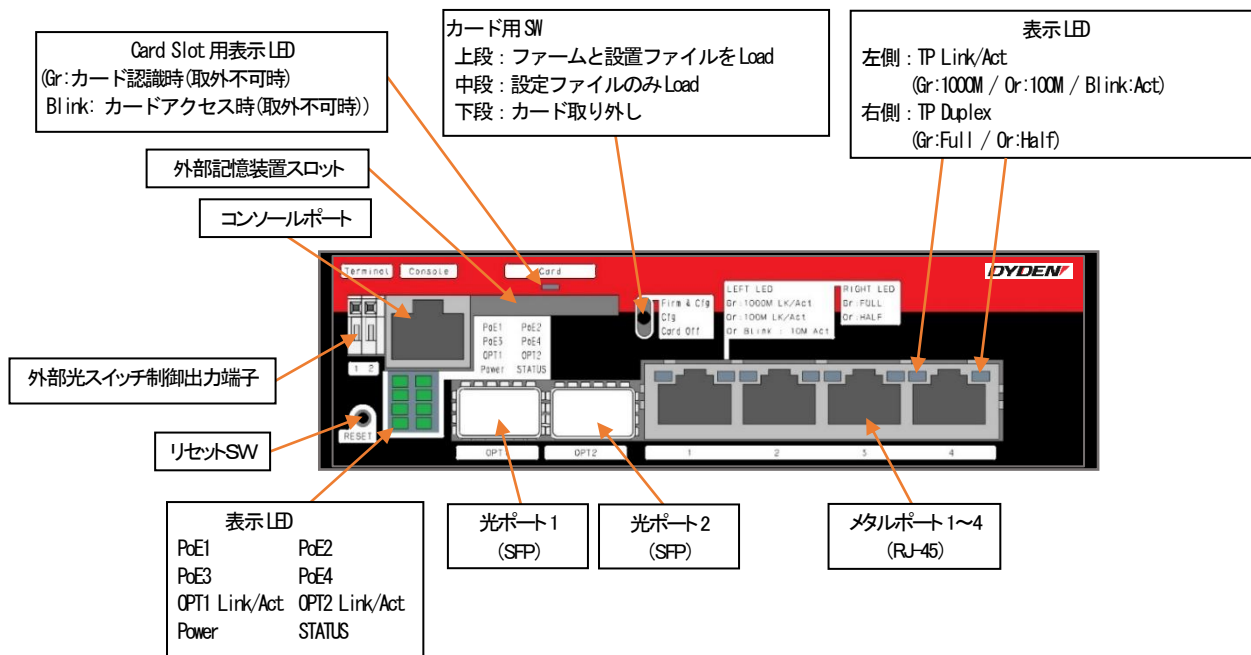 Card Slot 用表示 LED
(Gr:カード認識時(取外不可時)
Blink: カードアクセス時(取外不可時))
カード用 SW
上段：ファームと設置ファイルを Load
中段：設定ファイルのみ Load
下段：カード取り外し
表示 LED
左側：TP Link/Act
(Gr:1000M / Or:100M / Blink:Act)
右側：TP Duplex
(Gr:Full / Or:Half)
外部記憶装置スロット
コンソールポート
外部光スイッチ制御出力端子
リセットSW
Terminal Console Card
DYDEN
Firm & Cfg
Cfg
Card Off
LEFT LED
Gr:1000M LK/Act
Or:100M LK/Act
Or Blink : 10M Act
RIGHT LED
Gr:FULL
Or:HALF
PoE1 PoE2
PoE3 PoE4
OPT1 OPT2
Power STATUS
1 2
RESET
OPT1 OPT2 1 2 3 4
表示 LED
PoE1 PoE2
PoE3 PoE4
OPT1 Link/Act OPT2 Link/Act
Power STATUS
光ポート 1
(SFP)
光ポート 2
(SFP)
メタルポート 1～4
(RJ-45)